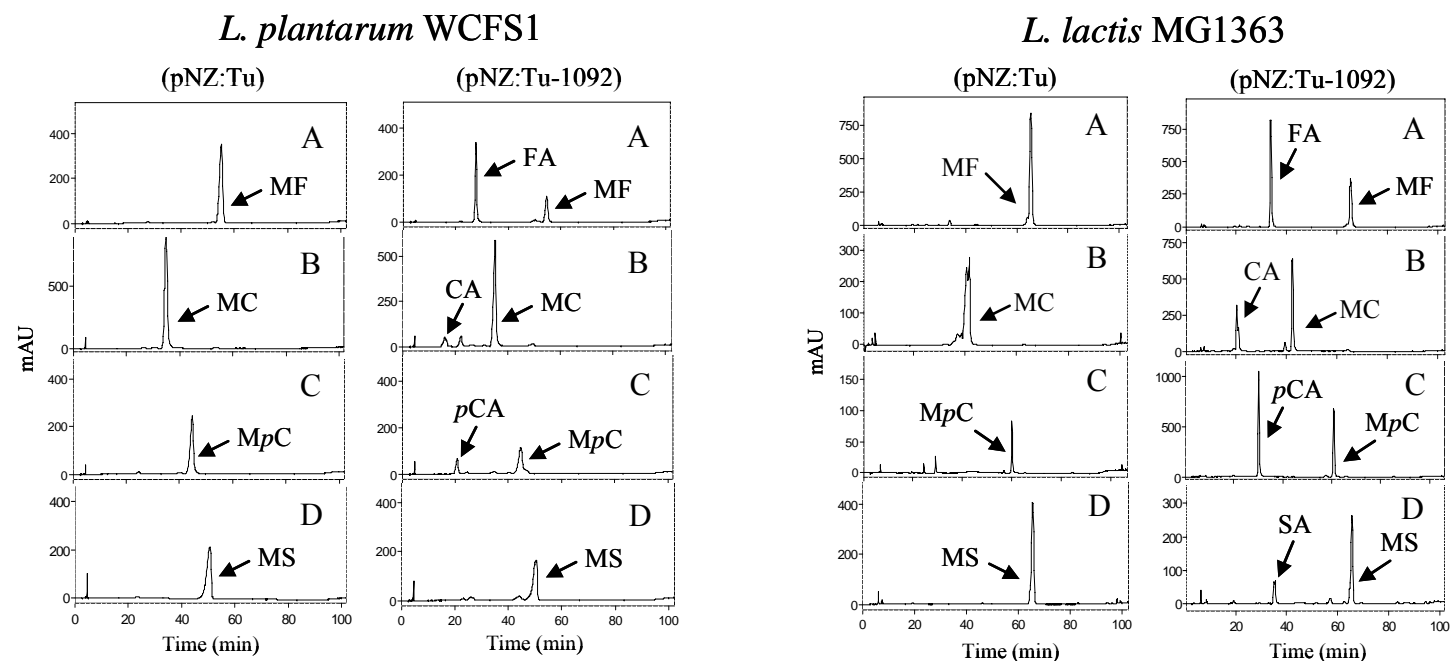 L. plantarum WCFS1
(pNZ:Tu)
(pNZ:Tu-1092)
mAU
400
200
0
A
MF
400
200
0
A
FA
MF
500
0
B
MC
500
250
0
B
CA
MC
400
200
0
C
MpC
400
200
0
C
pCA
MpC
400
200
0
D
MS
400
200
0
D
MS
0 20 40 60 80 100
Time (min)
0 20 40 60 80 100
Time (min)
L. lactis MG1363
(pNZ:Tu)
(pNZ:Tu-1092)
mAU
750
500
250
0
A
MF
750
500
250
0
A
FA
MF
300
200
100
0
B
MC
750
500
250
0
B
CA
MC
150
100
50
0
C
MpC
1000
500
0
C
pCA
MpC
400
200
0
D
MS
300
200
100
0
D
SA
MS
0 20 40 60 80 100
Time (min)
20 40 60 80 100
Time (min)